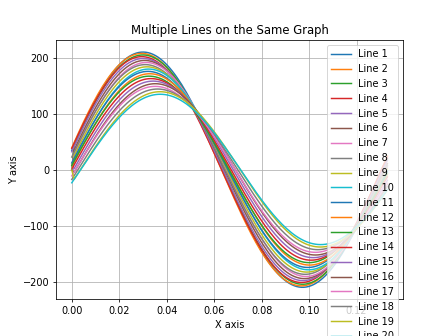 Multiple Lines on the Same Graph
Y axis
200
100
0
−100
−200
0.00
0.02
0.04
0.06
0.08
0.10
X axis
Line 1
Line 2
Line 3
Line 4
Line 5
Line 6
Line 7
Line 8
Line 9
Line 10
Line 11
Line 12
Line 13
Line 14
Line 15
Line 16
Line 17
Line 18
Line 19
Line 20